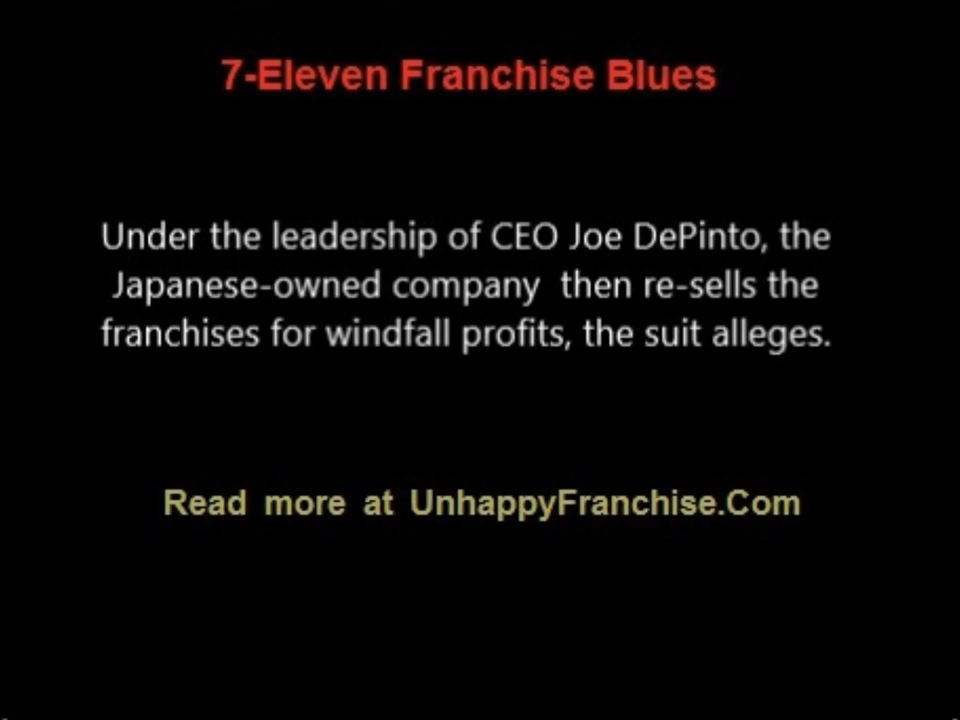 7-Eleven Franchise Blues
Under the leadership of CEO Joe DePinto, the
Japanese-owned company then re-sells the
franchises for windfall profits, the suit alleges.
Read more at UnhappyFranchise.Com